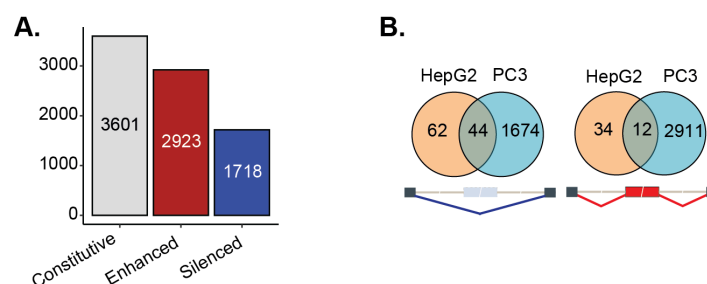 A.
3000
2000
1000
0
3601
2923
1718
Constitutive
Enhanced
Silenced
B.
HepG2 PC3
62 44 1674
HepG2 PC3
34 12 2911